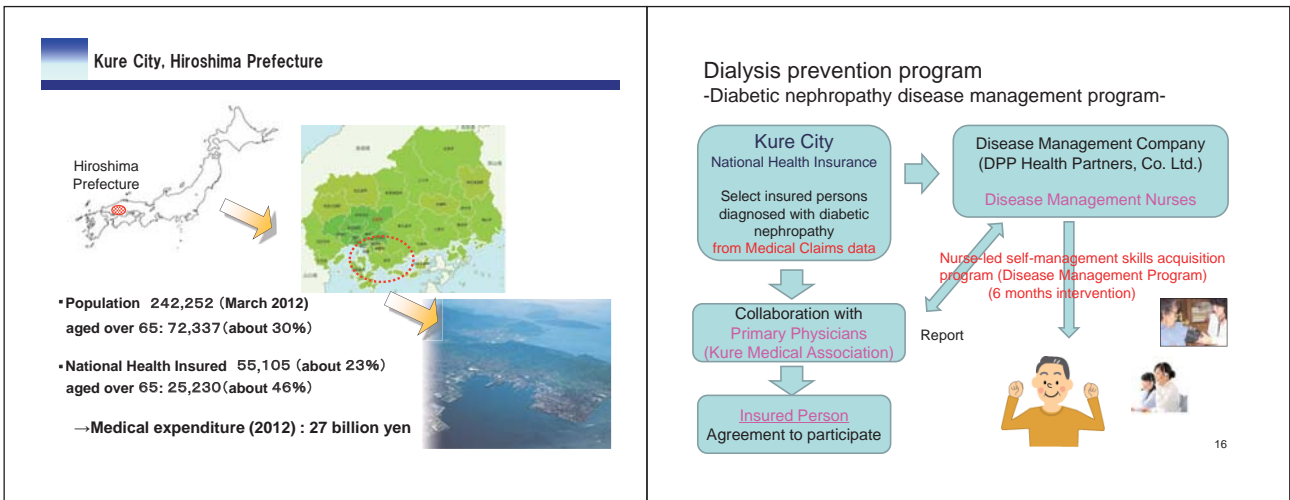 Kure City, Hiroshima Prefecture
Hiroshima
Prefecture
▪Population 242,252 (March 2012)
aged over 65: 72,337(about 30%)
▪National Health Insured 55,105 (about 23%)
aged over 65: 25,230(about 46%)
→Medical expenditure (2012) : 27 billion yen
Dialysis prevention program
-Diabetic nephropathy disease management program-
Kure City
National Health Insurance
Select insured persons
diagnosed with diabetic
nephropathy
from Medical Claims data
Disease Management Company
(DPP Health Partners, Co. Ltd.)
Disease Management Nurses
Nurse-led self-management skills acquisition
program (Disease Management Program)
(6 months intervention)
Collaboration with
Primary Physicians
(Kure Medical Association)
Report
Insured Person
Agreement to participate
16